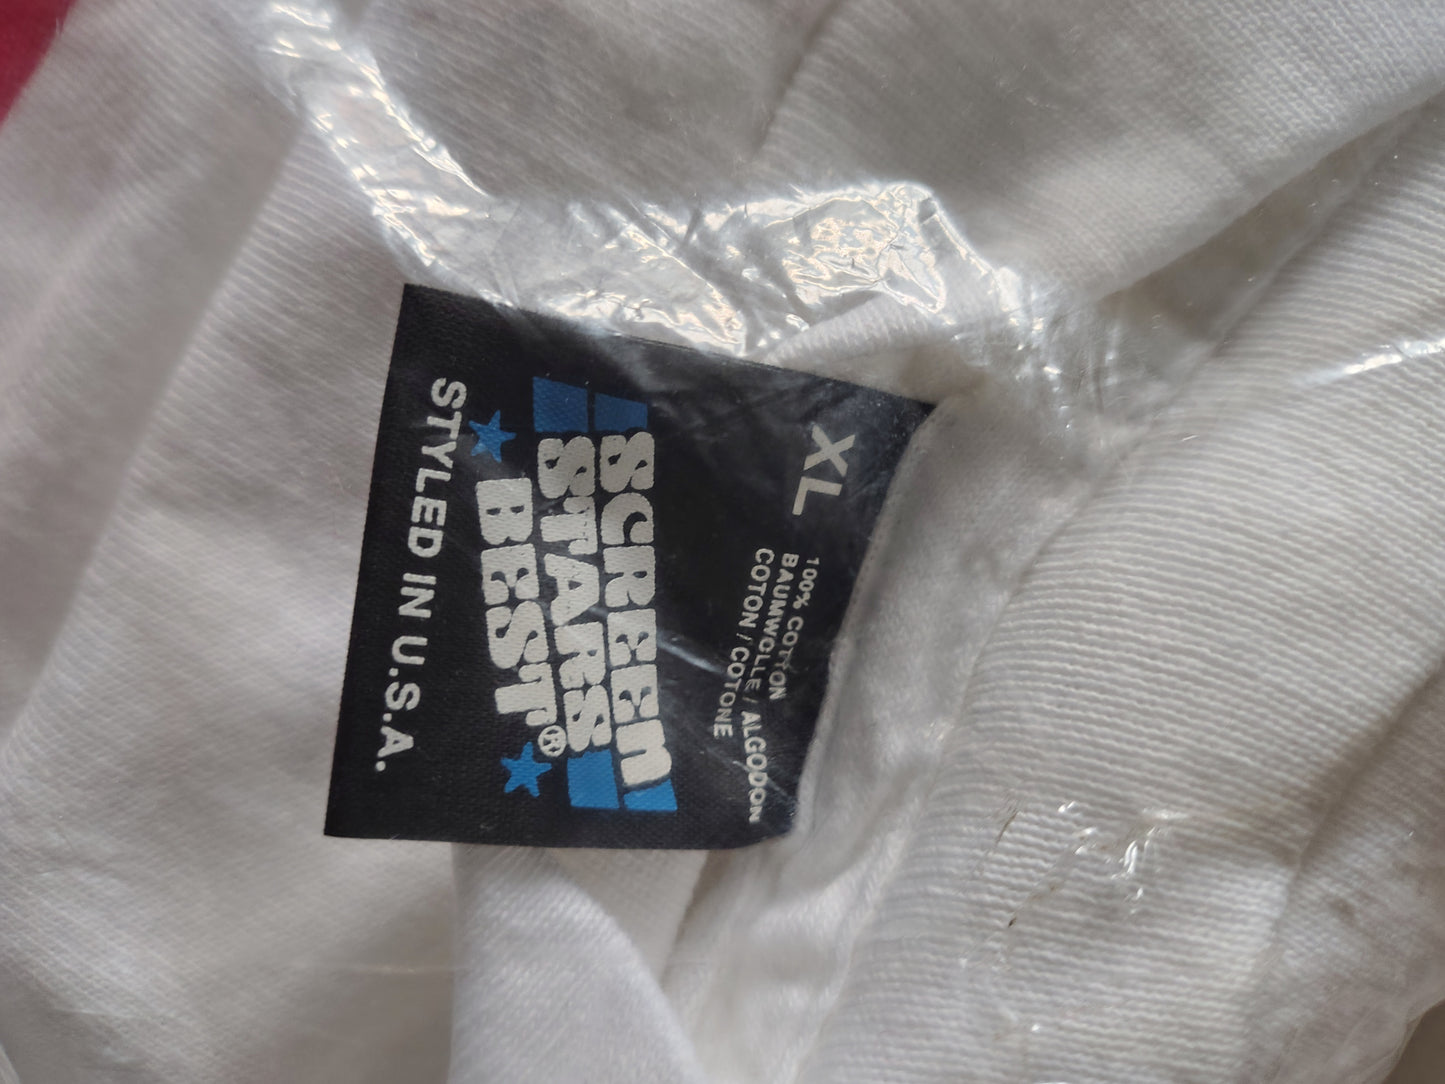 XL
100% COTTON
BAUMWOLLE / ALGODON
COTON / COTONE
SCREEN
STARS
BEST®
STYLED IN U.S.A.